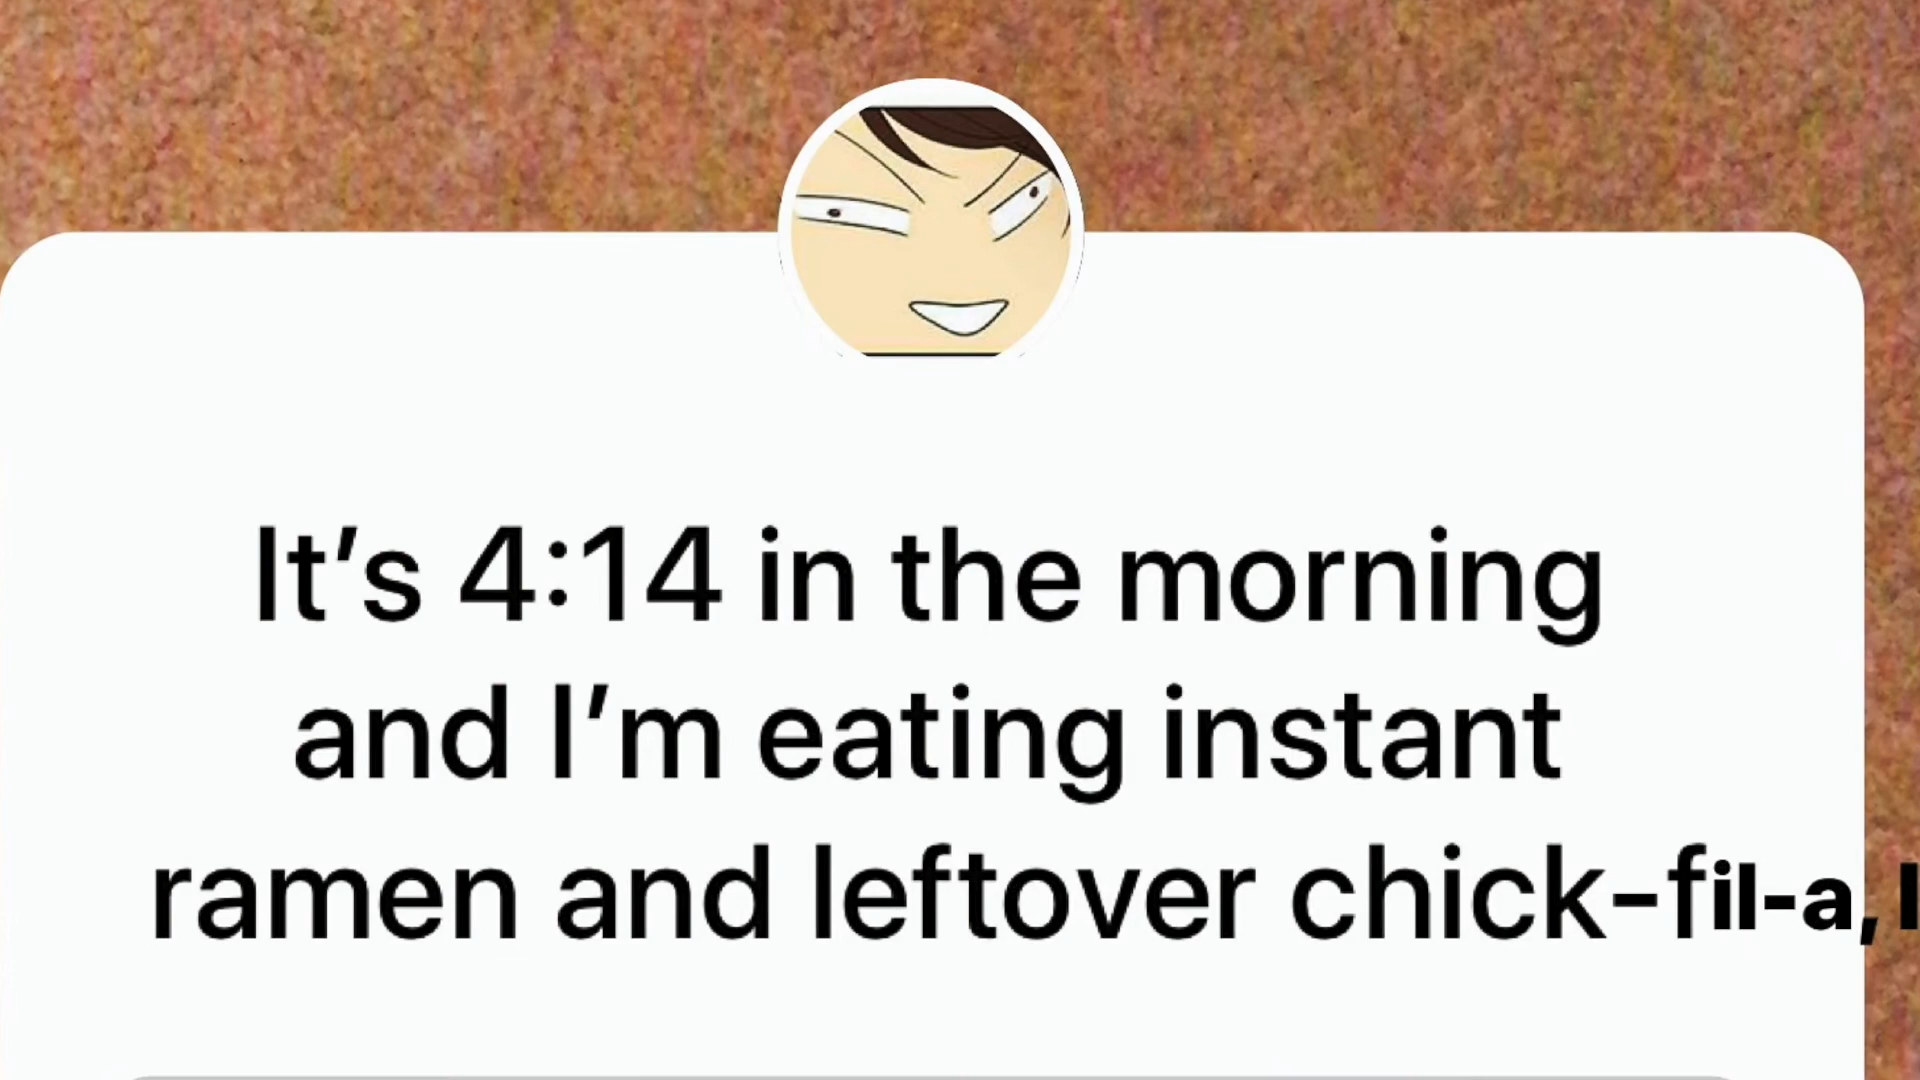 It’s 4:14 in the morning
and I’m eating instant
ramen and leftover chick-fil-a,